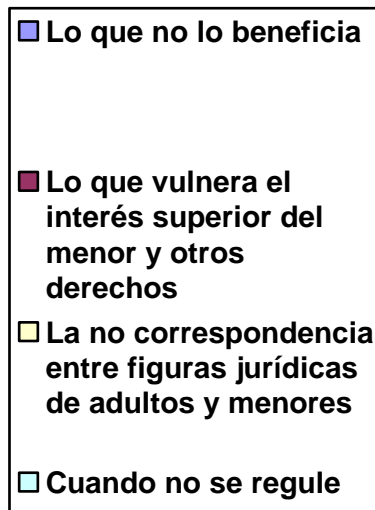 Lo que no lo beneficia
Lo que vulnera el
interés superior del
menor y otros
derechos
La no correspondencia
entre figuras jurídicas
de adultos y menores
Cuando no se regule